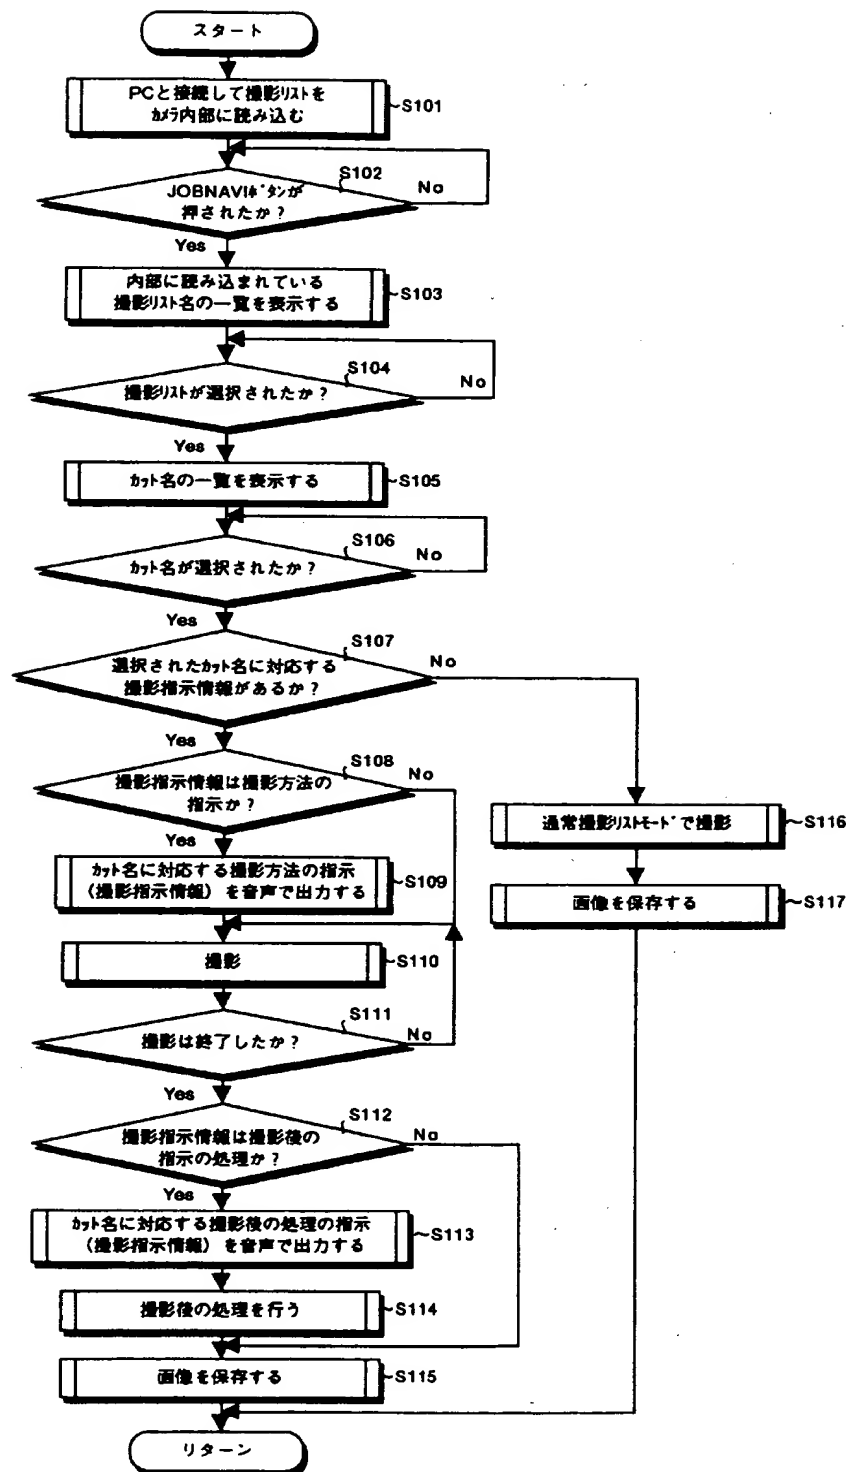 スタート
PCと接続して撮影リストを
カメラ内部に読み込む
S101
S102
JOBNAVIボタンが
押されたか?
No
Yes
内部に読み込まれている
撮影リスト名の一覧を表示する
S103
S104
撮影リストが選択されたか?
No
Yes
カット名の一覧を表示する
S105
S106
カット名が選択されたか?
No
Yes
S107
選択されたカット名に対応する
撮影指示情報があるか?
No
Yes
S108
撮影指示情報は撮影方法の
指示か?
No
Yes
カット名に対応する撮影方法の指示
(撮影指示情報)を音声で出力する
S109
撮影
S110
S111
撮影は終了したか?
No
Yes
S112
撮影指示情報は撮影後の
指示の処理か?
No
Yes
カット名に対応する撮影後の処理の指示
(撮影指示情報)を音声で出力する
S113
撮影後の処理を行う
S114
画像を保存する
S115
通常撮影リストモードで撮影
S116
画像を保存する
S117
リターン